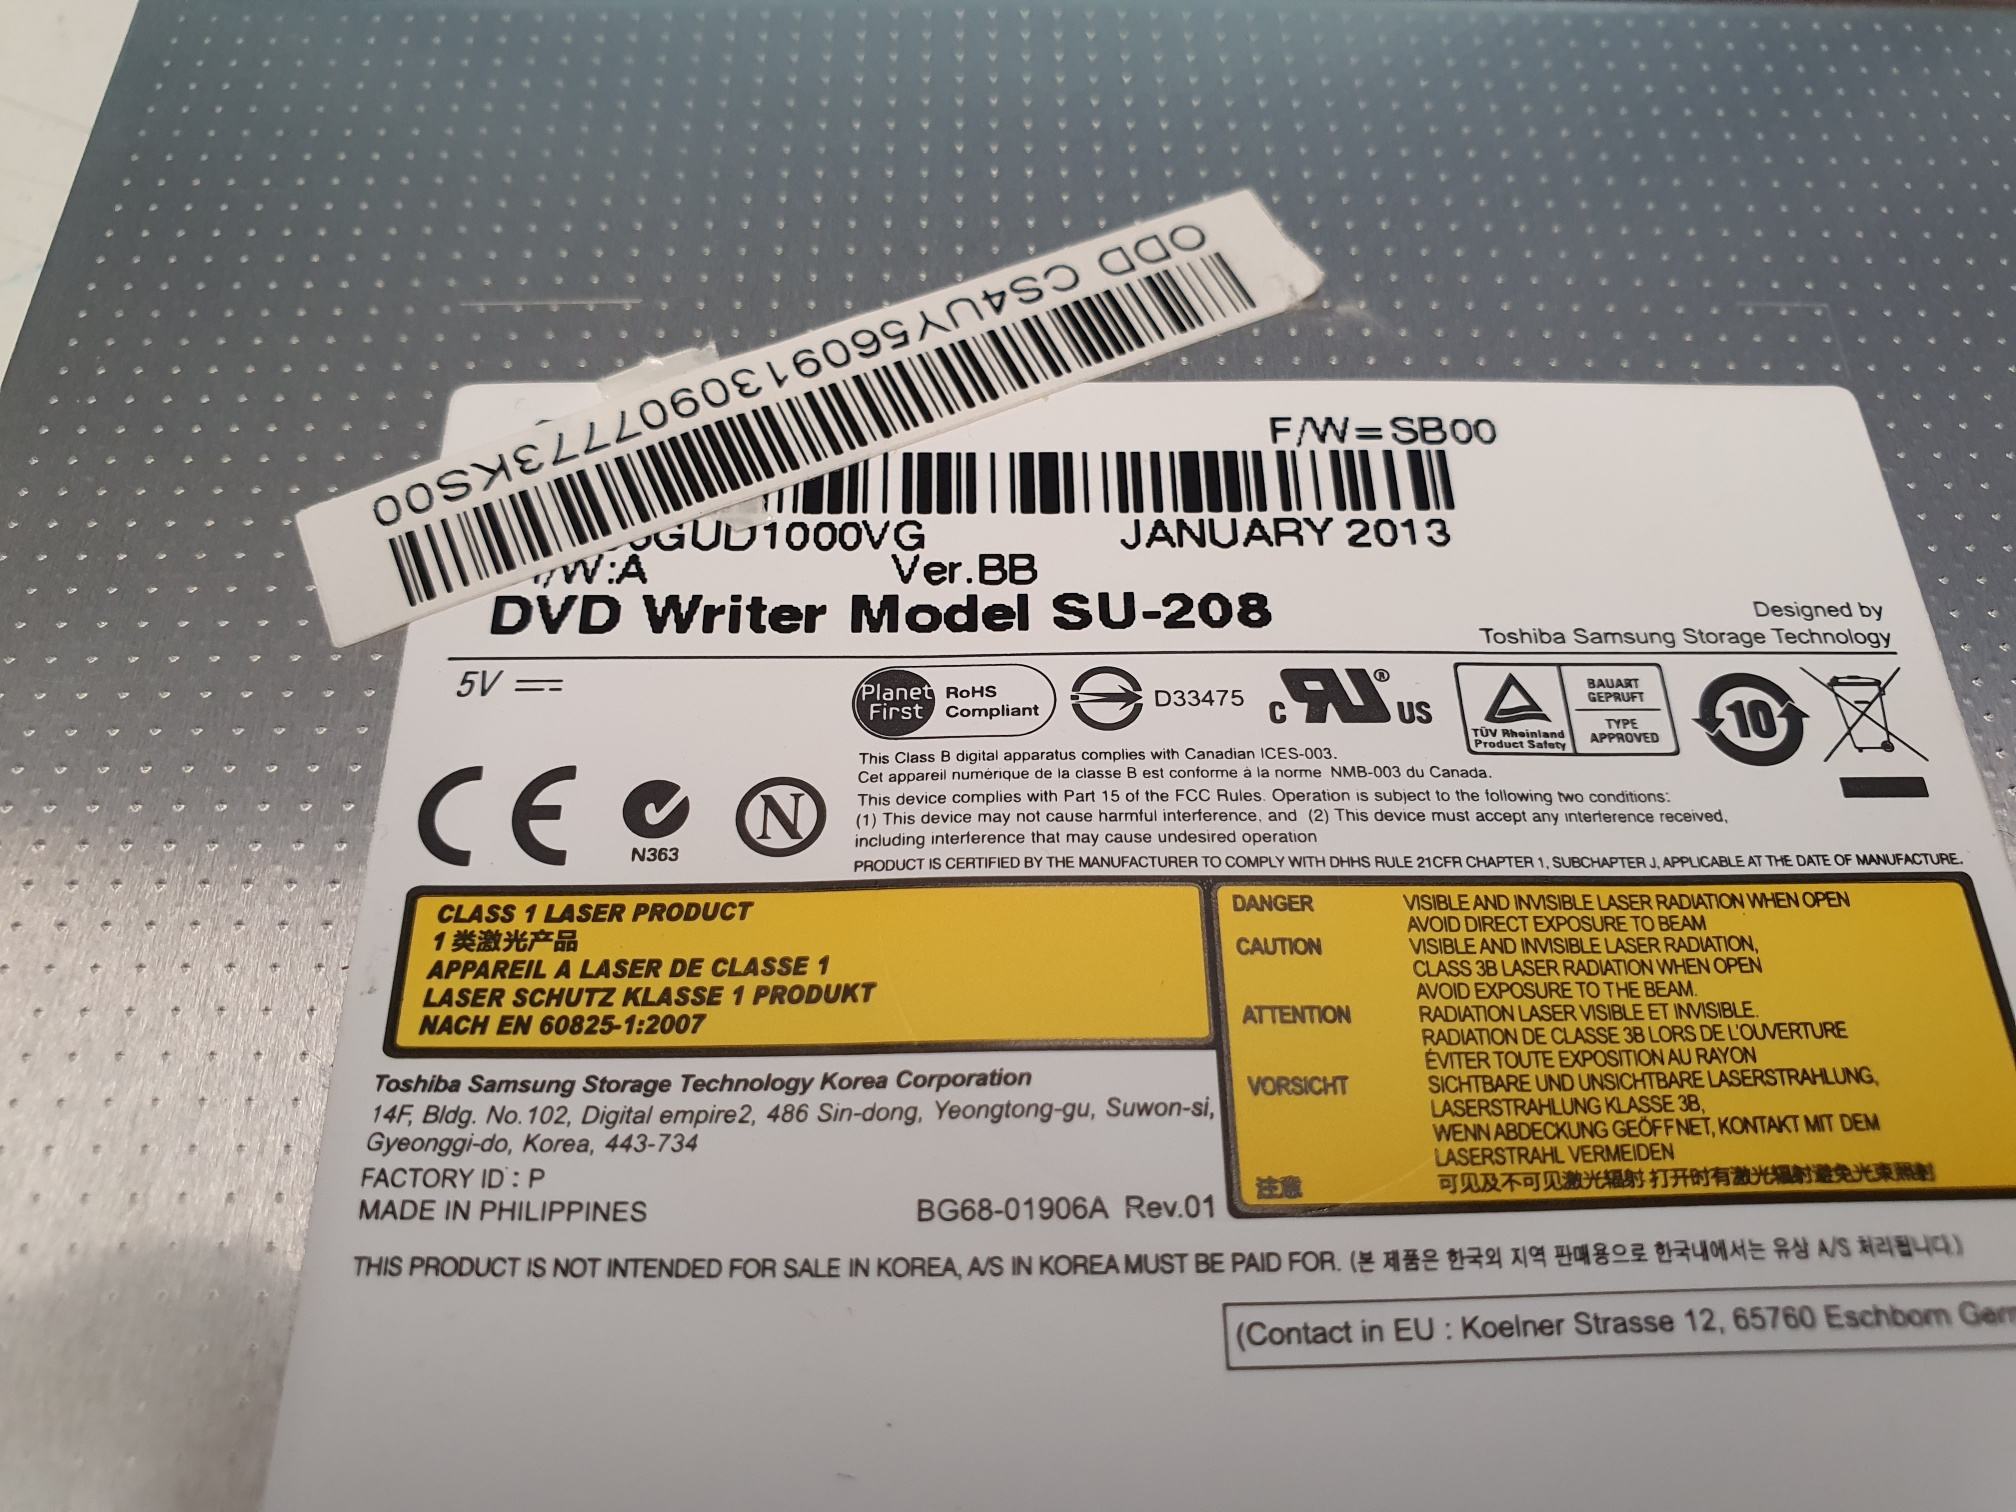 ODD CS4UY5609130907773KS00
F/W=SB00
GUD1000VG JANUARY 2013
/W:A Ver.BB
DVD Writer Model SU-208
Designed by
Toshiba Samsung Storage Technology
5V
Planet First RoHS Compliant
D33475
c RU ® US
TÜV Rheinland
Product Safety
BAUART
GEPRUFT
TYPE
APPROVED
10
CE
N363
N
This Class B digital apparatus complies with Canadian ICES-003.
Cet appareil numérique de la classe B est conforme à la norme NMB-003 du Canada.
This device complies with Part 15 of the FCC Rules. Operation is subject to the following two conditions:
(1) This device may not cause harmful interference, and (2) This device must accept any interference received,
including interference that may cause undesired operation
PRODUCT IS CERTIFIED BY THE MANUFACTURER TO COMPLY WITH DHHS RULE 21CFR CHAPTER 1, SUBCHAPTER J, APPLICABLE AT THE DATE OF MANUFACTURE.
CLASS 1 LASER PRODUCT
1 类激光产品
APPAREIL A LASER DE CLASSE 1
LASER SCHUTZ KLASSE 1 PRODUKT
NACH EN 60825-1:2007
DANGER VISIBLE AND INVISIBLE LASER RADIATION WHEN OPEN
AVOID DIRECT EXPOSURE TO BEAM
CAUTION VISIBLE AND INVISIBLE LASER RADIATION,
CLASS 3B LASER RADIATION WHEN OPEN
AVOID EXPOSURE TO THE BEAM.
ATTENTION RADIATION LASER VISIBLE ET INVISIBLE.
RADIATION DE CLASSE 3B LORS DE L'OUVERTURE
ÉVITER TOUTE EXPOSITION AU RAYON
VORSICHT SICHTBARE UND UNSICHTBARE LASERSTRAHLUNG,
LASERSTRAHLUNG KLASSE 3B,
WENN ABDECKUNG GEÖFFNET, KONTAKT MIT DEM
LASERSTRAHL VERMEIDEN
注意 可见及不可见激光辐射 打开时有激光辐射避免光束照射
Toshiba Samsung Storage Technology Korea Corporation
14F, Bldg. No.102, Digital empire2, 486 Sin-dong, Yeongtong-gu, Suwon-si,
Gyeonggi-do, Korea, 443-734
FACTORY ID : P
MADE IN PHILIPPINES BG68-01906A Rev.01
THIS PRODUCT IS NOT INTENDED FOR SALE IN KOREA, A/S IN KOREA MUST BE PAID FOR. (본 제품은 한국외 지역 판매용으로 한국내에서는 유상 A/S 처리됩니다.)
(Contact in EU : Koelner Strasse 12, 65760 Eschborn Ger